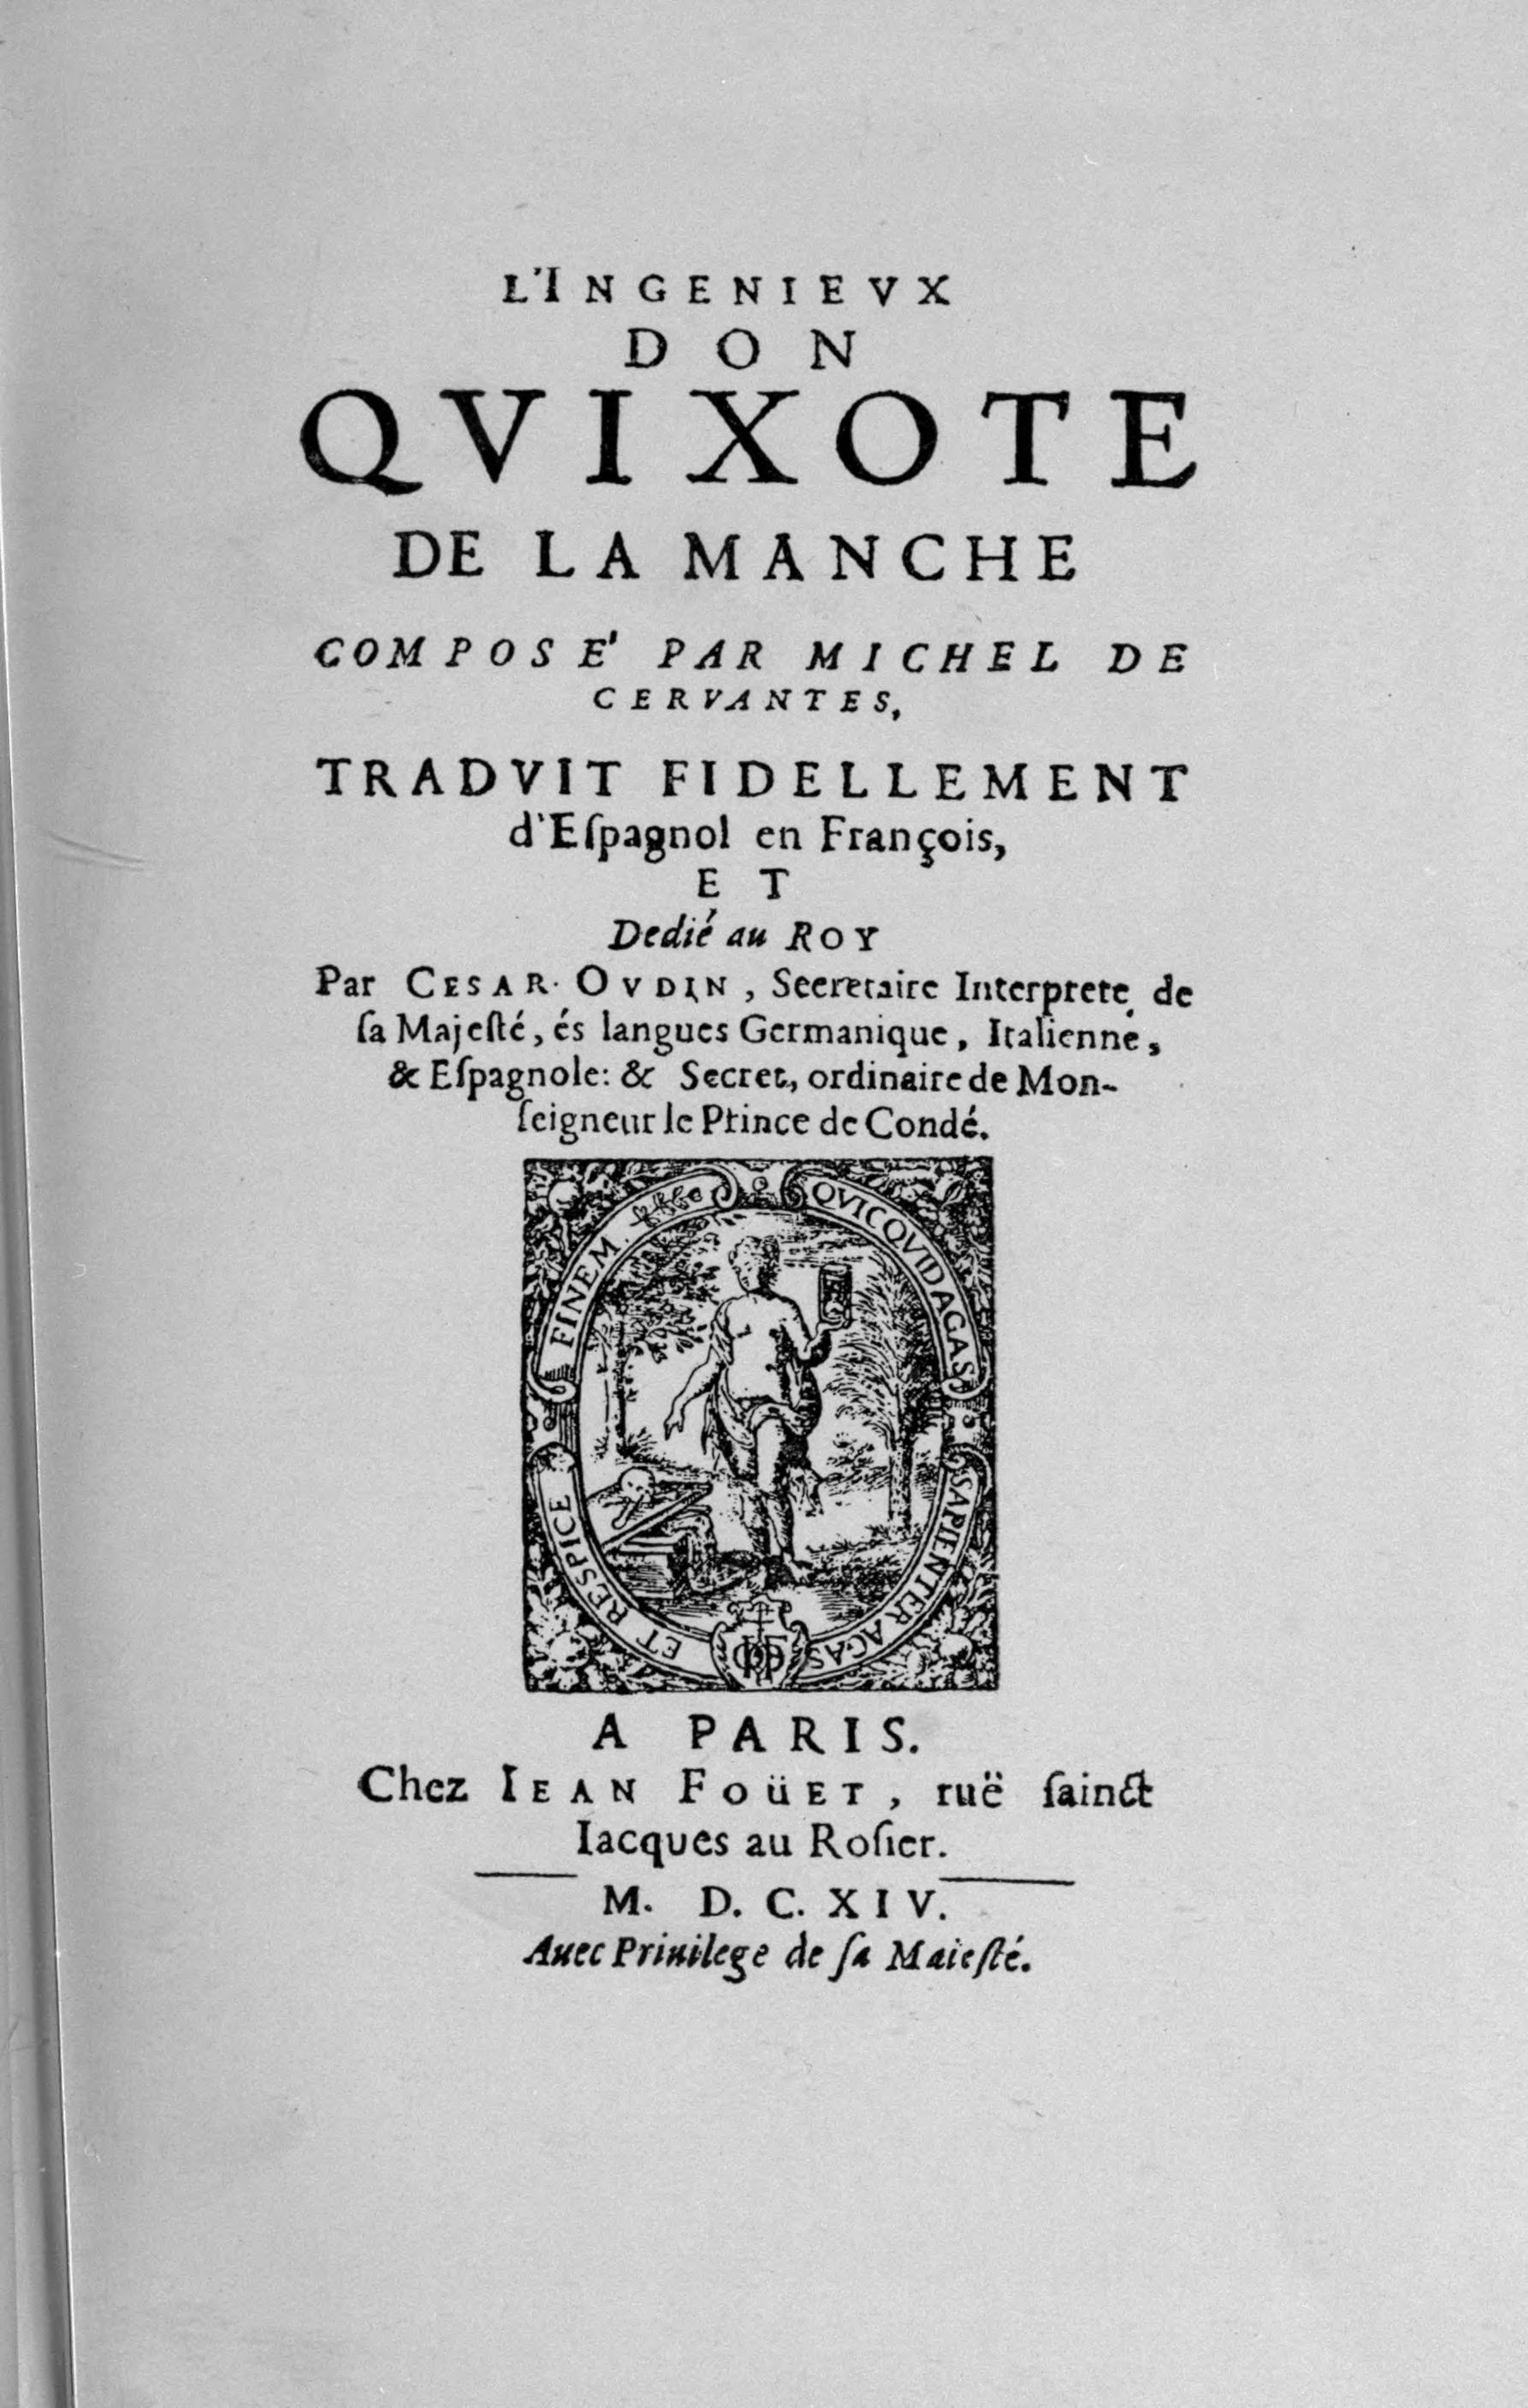 L'INGENIEVX
DON
QVIXOTE
DE LA MANCHE
COMPOSE' PAR MICHEL DE
CERVANTES,
TRADVIT FIDELLEMENT
d'Eſpagnol en François,
ET
Dedié au ROY
Par CESAR OVDIN, Secretaire Interprete de
ſa Majeſté, és langues Germanique, Italienne,
& Eſpagnole: & Secret, ordinaire de Mon-
ſeigneur le Prince de Condé.
QVICQVID AGAS
SAPIENTER AGAS
ET RESPICE
FINEM.
A PARIS.
Chez IEAN FOÜET, ruë ſainct
Iacques au Roſier.
M. D. C. XIV.
Auec Priuilege de ſa Maieſté.